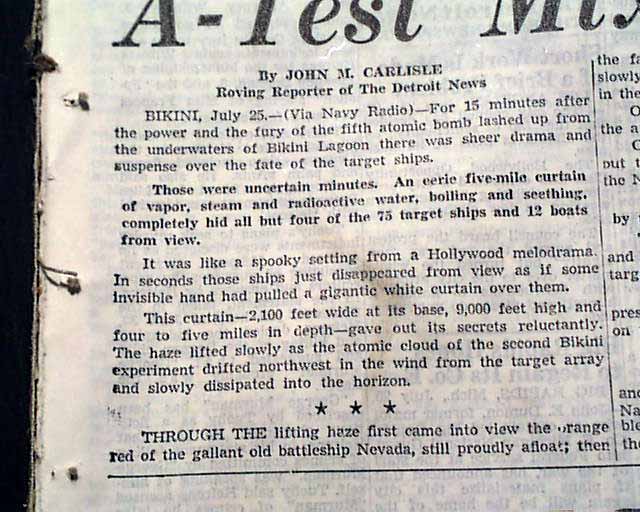 A-Test
By JOHN M. CARLISLE
Roving Reporter of The Detroit News
BIKINI, July 25.—(Via Navy Radio)—For 15 minutes after
the power and the fury of the fifth atomic bomb lashed up from
the underwaters of Bikini Lagoon there was sheer drama and
suspense over the fate of the target ships.
Those were uncertain minutes. An eerie five-mile curtain
of vapor, steam and radioactive water, boiling and seething,
completely hid all but four of the 75 target ships and 12 boats
from view.
It was like a spooky setting from a Hollywood melodrama.
In seconds those ships just disappeared from view as if some
invisible hand had pulled a gigantic white curtain over them.
This curtain—2,100 feet wide at its base, 9,000 feet high and
four to five miles in depth—gave out its secrets reluctantly.
The haze lifted slowly as the atomic cloud of the second Bikini
experiment drifted northwest in the wind from the target array
and slowly dissipated into the horizon.
★ ★ ★
THROUGH THE lifting haze first came into view the orange
red of the gallant old battleship Nevada, still proudly afloat; then
the fa
slowly
in the
the a
out t
the N
by
and
targ
pres
on
and
Na
ble
the